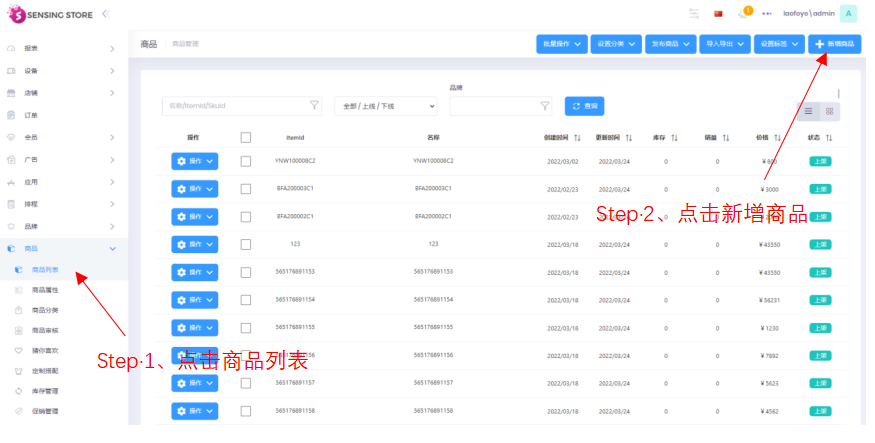 SENSING STORE
1
laofoye\admin
A
报表
设备
店铺
订单
会员
广告
应用
排程
品牌
商品
商品列表
商品属性
商品分类
商品审核
猜你喜欢
定制搭配
库存管理
促销管理
商品 商品管理
批量操作 设置分类 发布商品 导入导出 设置标签 新增商品
品牌
名称/ItemId/SkuId 全部 / 上线 / 下线 查询
操作 ItemId 名称 创建时间 更新时间 库存 销量 价格 状态
操作 YNW100008C2 YNW100008C2 2022/03/02 2022/03/24 0 0 上架
操作 BFA200003C1 BFA200003C1 2022/02/23 2022/03/24 0 0 ¥ 3000 上架
操作 BFA200002C1 BFA200002C1 2022/02/23 上架
Step·2、点击新增商品
操作 123 123 2022/03/18 2022/03/24 0 0 ¥ 43550 上架
操作 565176891153 565176891153 2022/03/18 2022/03/24 0 0 ¥ 43550 上架
操作 565176891154 565176891154 2022/03/18 2022/03/24 0 0 ¥ 56231 上架
操作 565176891155 565176891155 2022/03/18 2022/03/24 0 0 ¥ 1230 上架
Step·1、点击商品列表
565176891156 2022/03/18 2022/03/24 0 0 ¥ 7892 上架
操作 565176891157 565176891157 2022/03/18 2022/03/24 0 0 ¥ 5623 上架
操作 565176891158 565176891158 2022/03/18 2022/03/24 0 0 ¥ 4562 上架